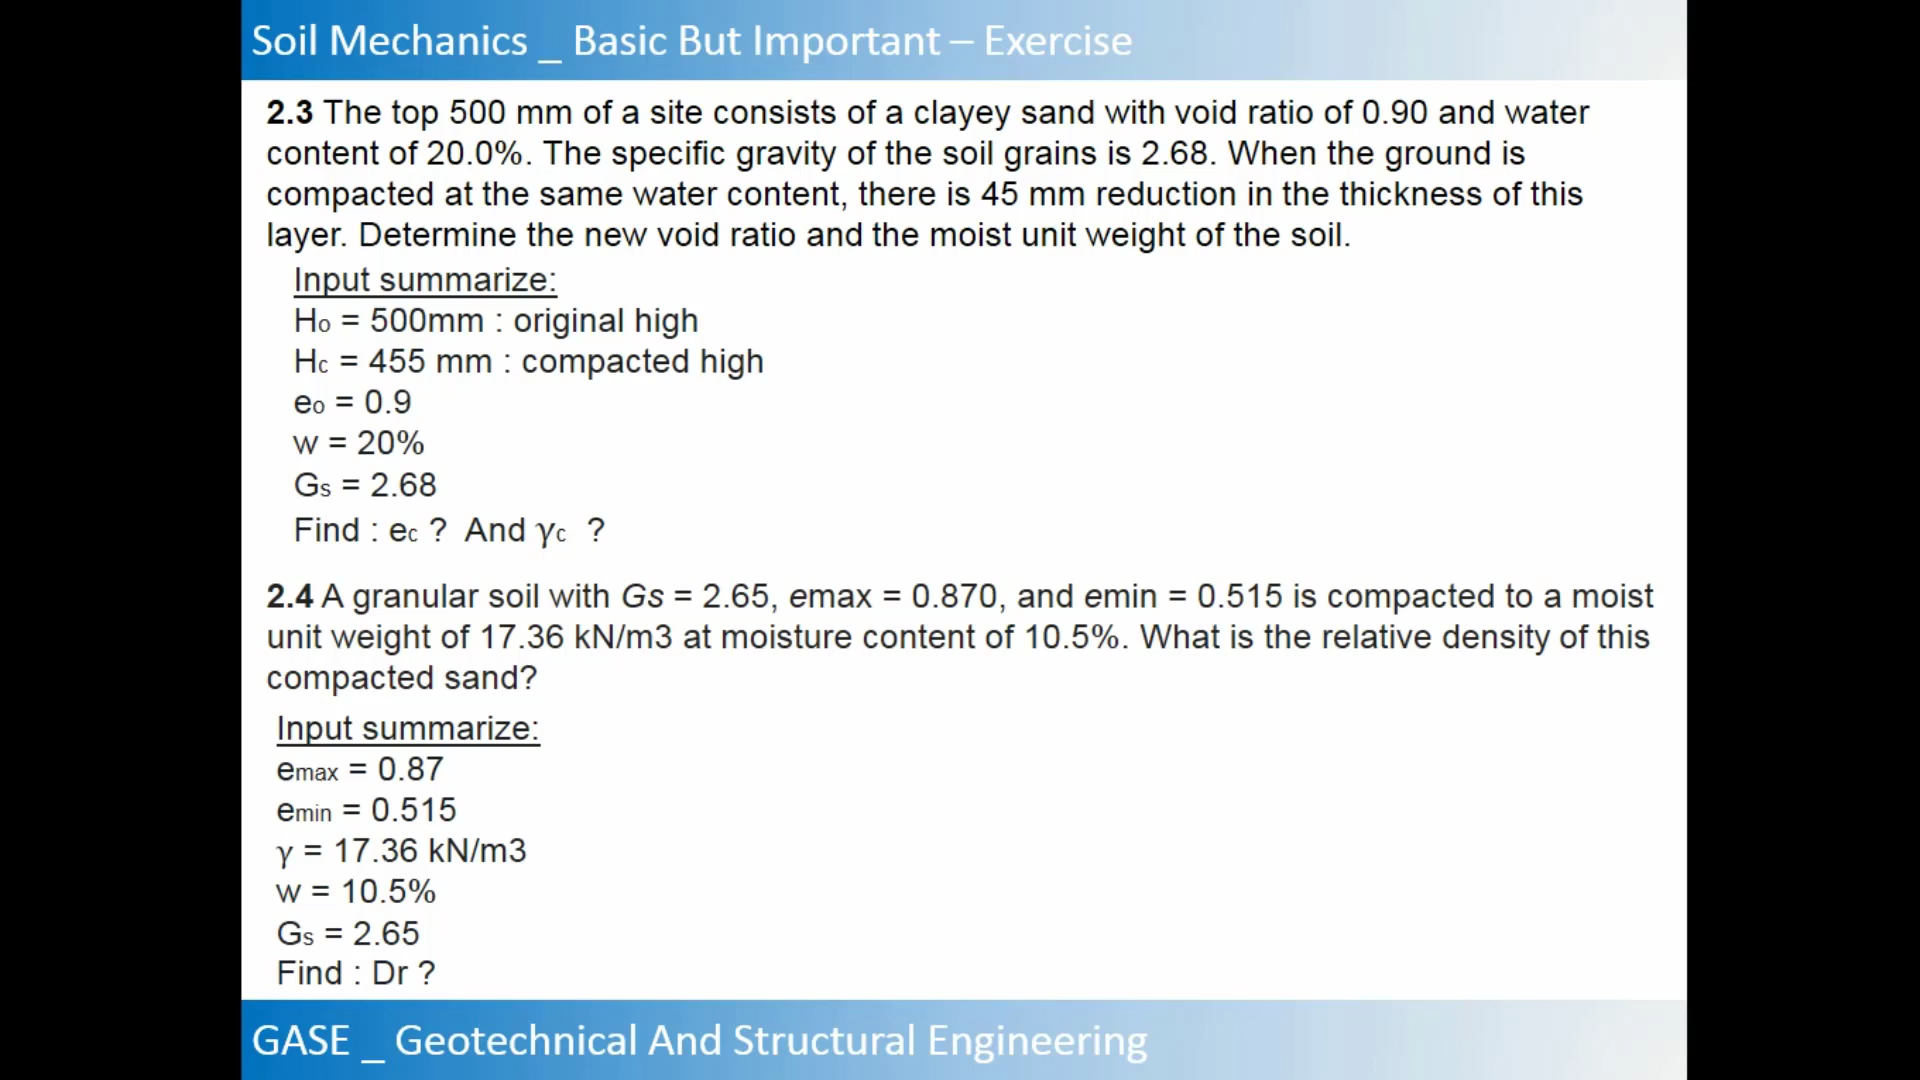 Soil Mechanics _ Basic But Important – Exercise
2.3 The top 500 mm of a site consists of a clayey sand with void ratio of 0.90 and water
content of 20.0%. The specific gravity of the soil grains is 2.68. When the ground is
compacted at the same water content, there is 45 mm reduction in the thickness of this
layer. Determine the new void ratio and the moist unit weight of the soil.
Input summarize:
Ho = 500mm : original high
Hc = 455 mm : compacted high
eo = 0.9
w = 20%
Gs = 2.68
Find : ec ? And γc ?
2.4 A granular soil with Gs = 2.65, emax = 0.870, and emin = 0.515 is compacted to a moist
unit weight of 17.36 kN/m3 at moisture content of 10.5%. What is the relative density of this
compacted sand?
Input summarize:
emax = 0.87
emin = 0.515
γ = 17.36 kN/m3
w = 10.5%
Gs = 2.65
Find : Dr ?
GASE _ Geotechnical And Structural Engineering